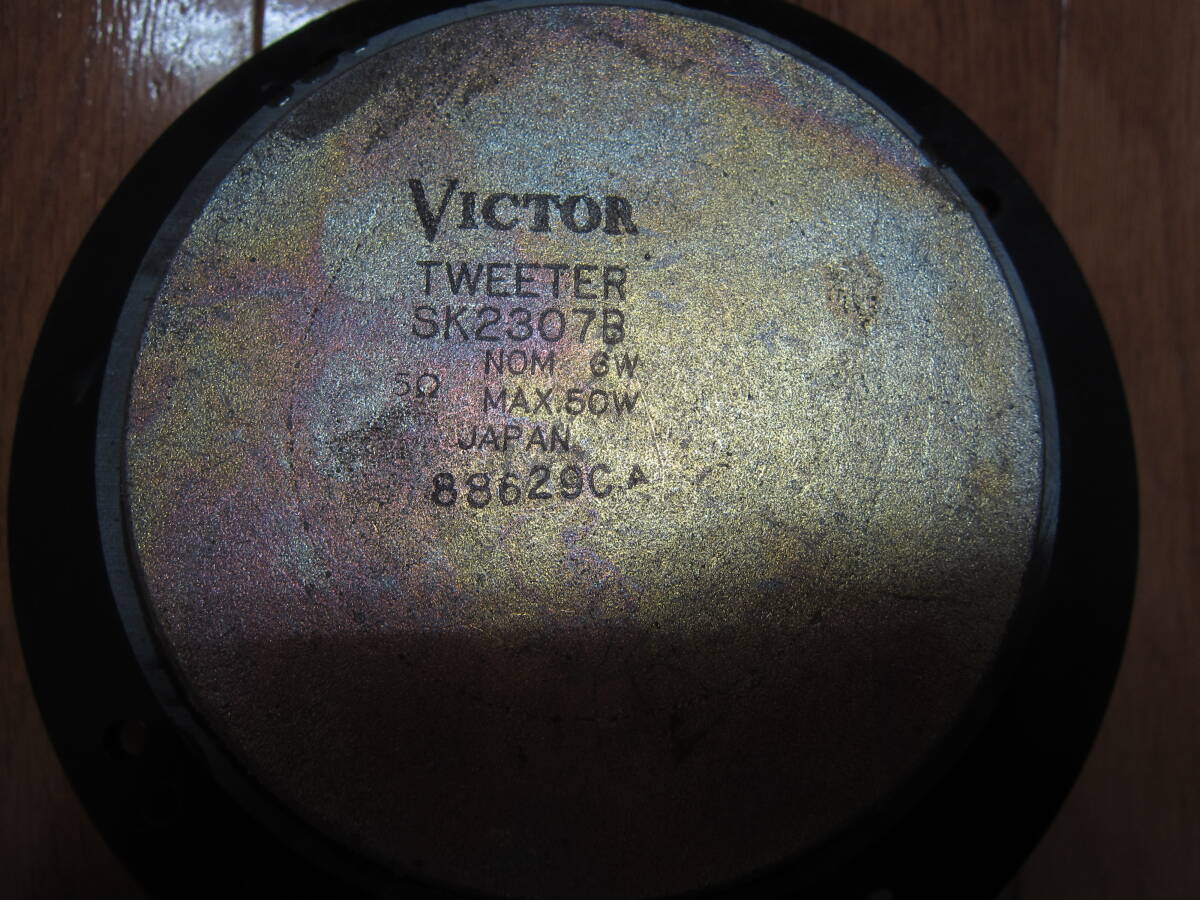 VICTOR
TWEETER
SK2307B
NOM 6W
5Ω MAX.50W
JAPAN
88629CA